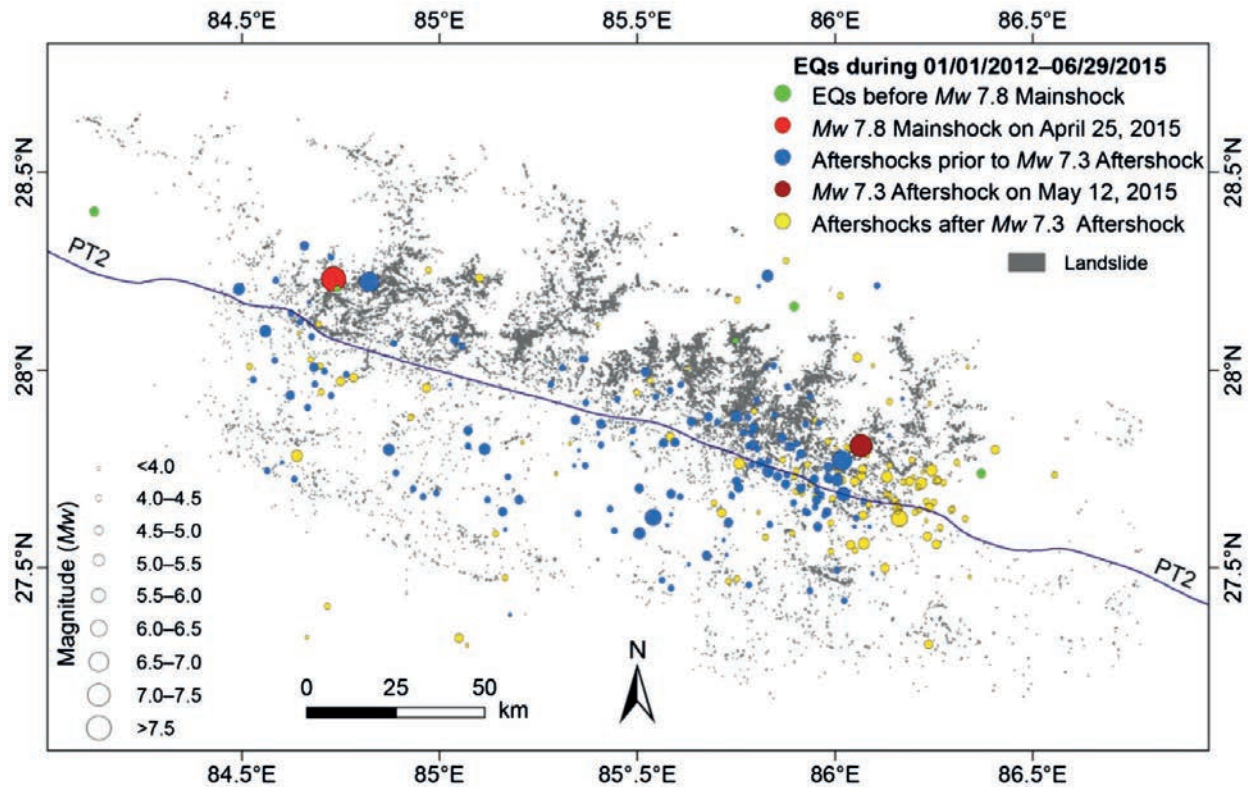 84.5°E 85°E 85.5°E 86°E 86.5°E
EQs during 01/01/2012–06/29/2015
EQs before Mw 7.8 Mainshock
Mw 7.8 Mainshock on April 25, 2015
Aftershocks prior to Mw 7.3 Aftershock
Mw 7.3 Aftershock on May 12, 2015
Aftershocks after Mw 7.3 Aftershock
Landslide
28.5°N
28.5°N
PT2
28°N
28°N
27.5°N
27.5°N
PT2
Magnitude (Mw)
<4.0
4.0–4.5
4.5–5.0
5.0–5.5
5.5–6.0
6.0–6.5
6.5–7.0
7.0–7.5
>7.5
0 25 50
km
N
84.5°E 85°E 85°.5°E 86°E 86.5°E